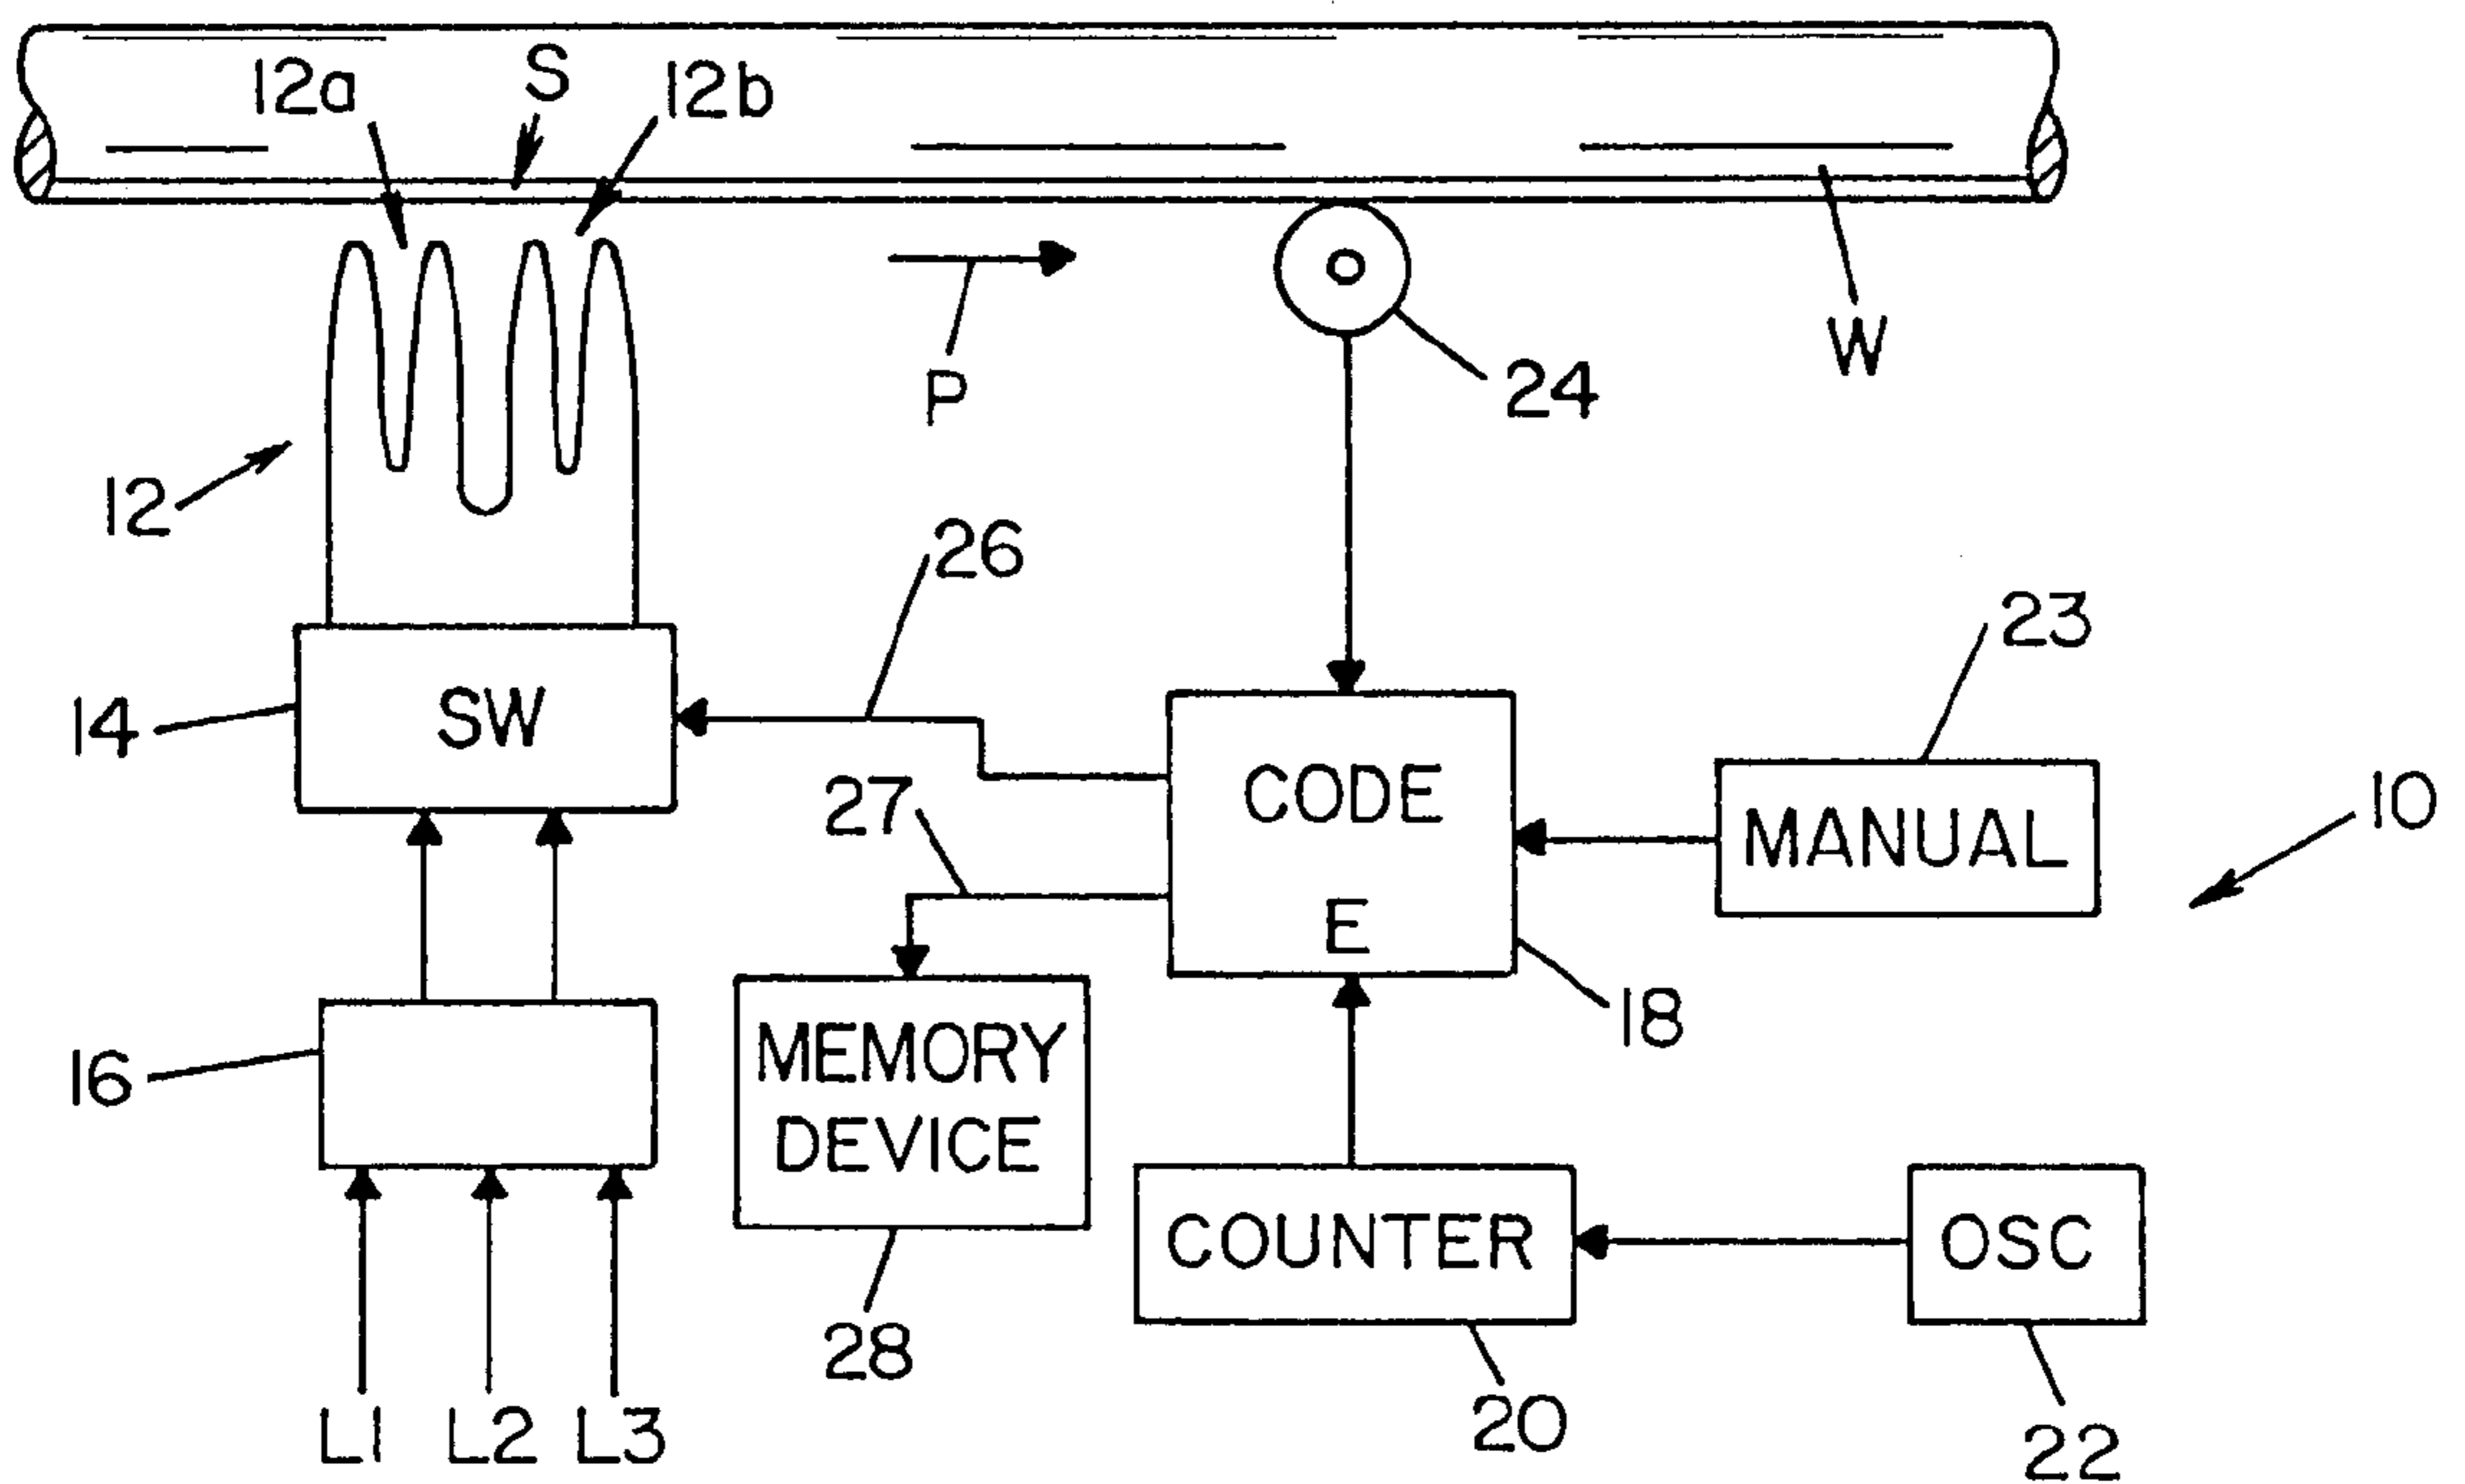 12a
S
12b
P
24
W
12
26
23
14
SW
CODE
E
27
MANUAL
10
16
MEMORY
DEVICE
18
COUNTER
OSC
28
20
22
L1 L2 L3